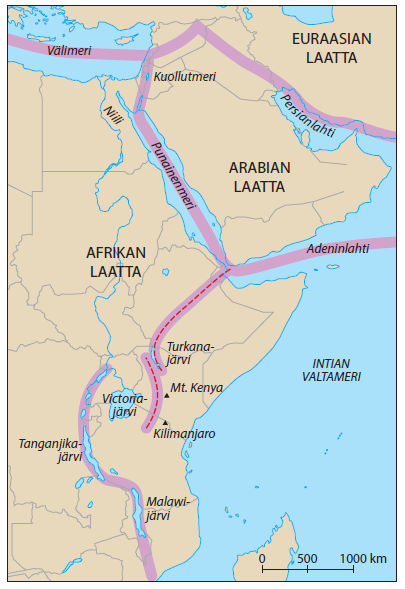 EURAASIAN
LAATTA
Välimeri
Kuollutmeri
Persianlahti
Niili
Punainenmeri
ARABIAN
LAATTA
AFRIKAN
LAATTA
Adeninlahti
Turkana-
järvi
INTIAN
VALTAMERI
Mt. Kenya
Victoria-
järvi
Kilimanjaro
Tanganjika-
järvi
Malawi-
järvi
0 500 1000 km